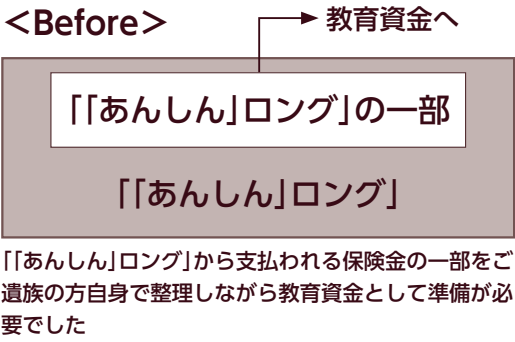 ＜Before＞
教育資金へ
「「あんしん」ロング」の一部
「「あんしん」ロング」
「「あんしん」ロング」から支払われる保険金の一部をご
遺族の方自身で整理しながら教育資金として準備が必
要でした